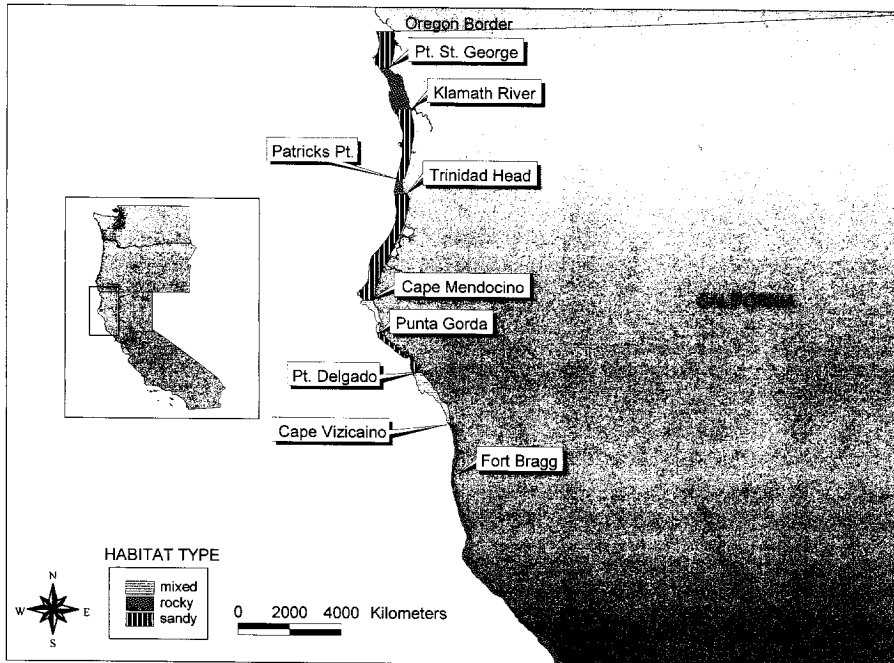 Oregon Border
Pt. St. George
Klamath River
Patricks Pt.
Trinidad Head
Cape Mendocino
CALIFORNIA
Punta Gorda
Pt. Delgado
Cape Vizicaino
Fort Bragg
HABITAT TYPE
mixed
rocky
sandy
N
W
E
S
0 2000 4000 Kilometers